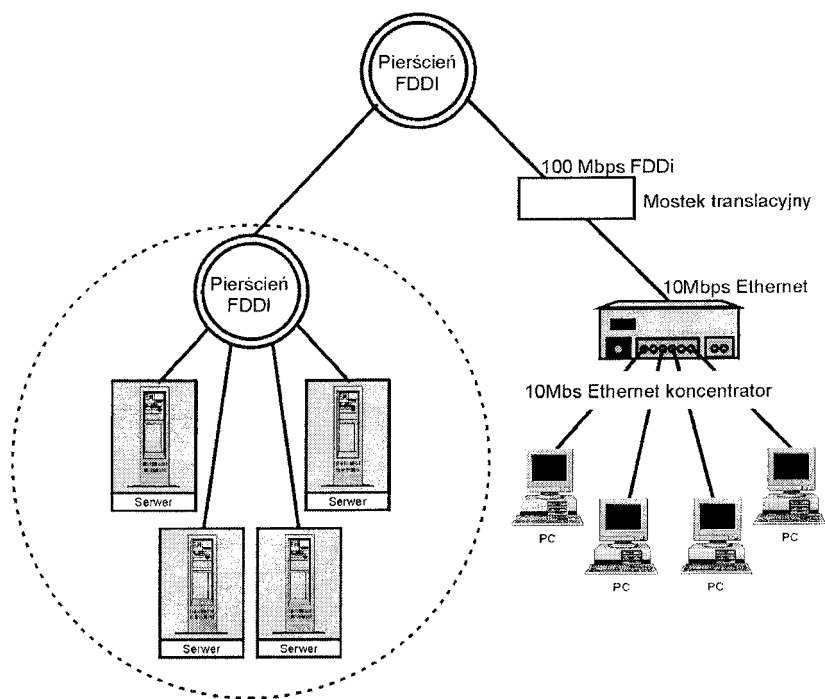 Pierścień
FDDI
100 Mbps FDDi
Mostek translacyjny
Pierścień
FDDI
10Mbps Ethernet
10Mbs Ethernet koncentrator
Serwer
Serwer
PC
PC
PC
PC
Serwer
Serwer